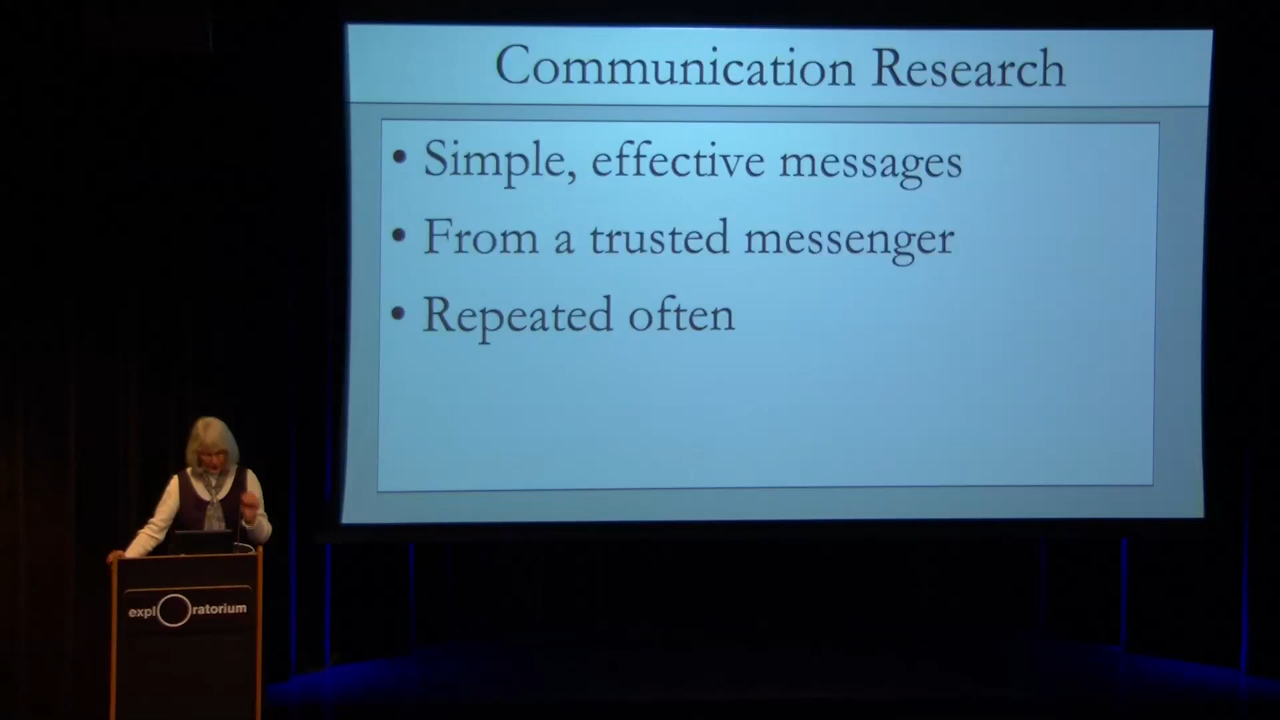 Communication Research
• Simple, effective messages
• From a trusted messenger
• Repeated often
exploratorium